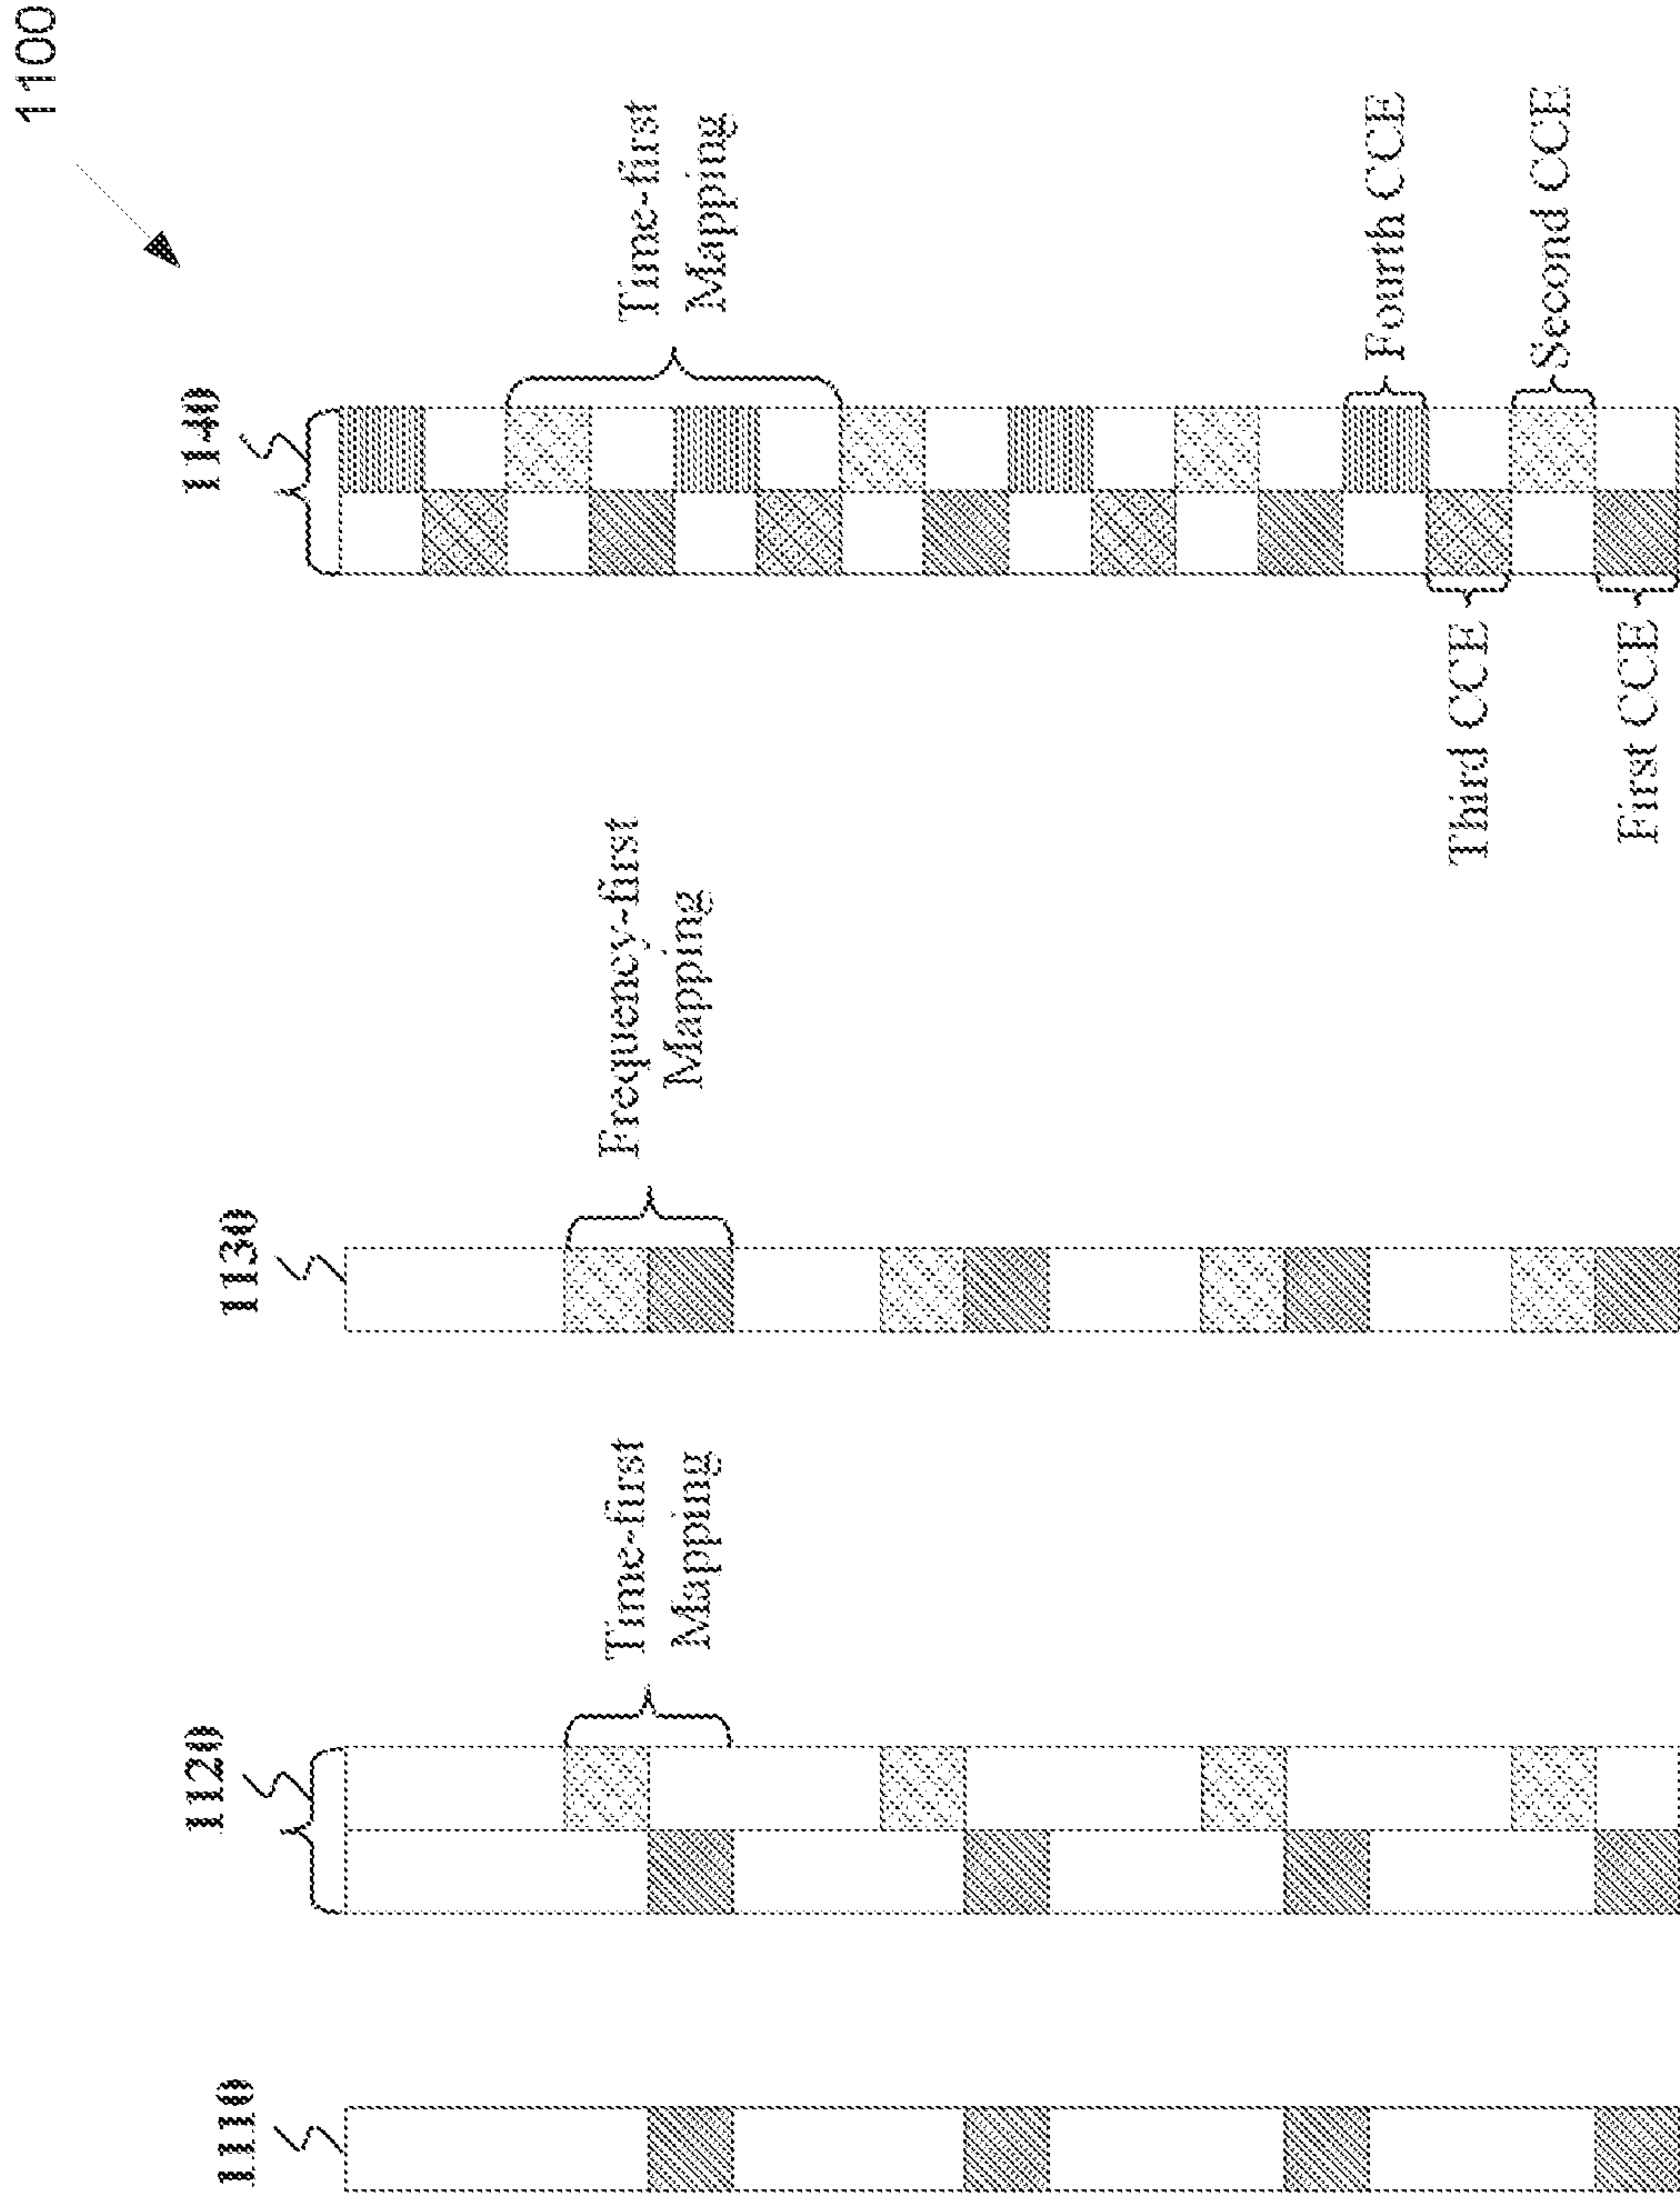 1100
1110
1120
Time-first
Mapping
1130
Frequency-first
Mapping
1140
Time-first
Mapping
Third CCE
First CCE
Fourth CCE
Second CCE